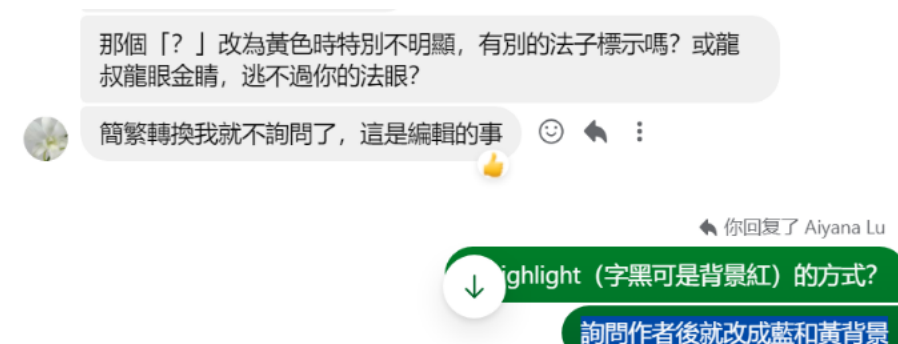 那個「？」改為黃色時特別不明顯，有別的法子標示嗎？或龍
叔龍眼金睛，逃不過你的法眼？
簡繁轉換我就不詢問了，這是編輯的事
你回复了 Aiyana Lu
ighlight（字黑可是背景紅）的方式？
詢問作者後就改成藍和黃背景